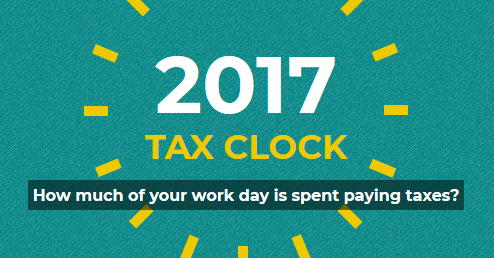 2017
TAX CLOCK
How much of your work day is spent paying taxes?